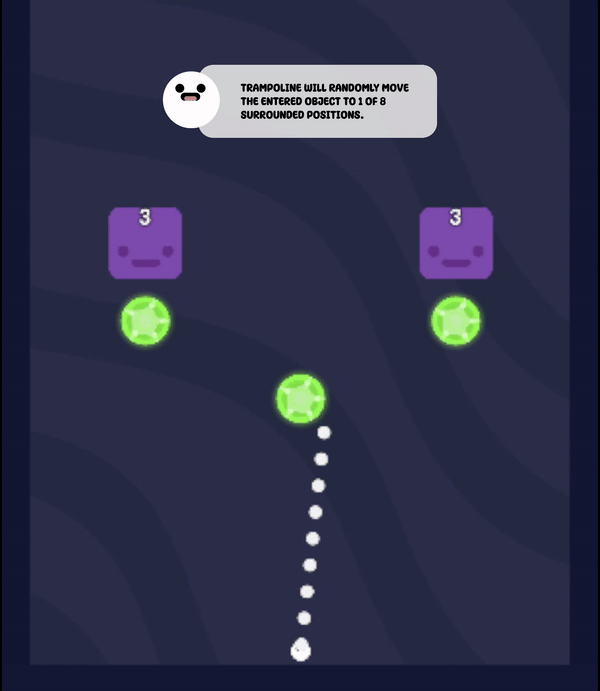 TRAMPOLINE WILL RANDOMLY MOVE
THE ENTERED OBJECT TO 1 OF 8
SURROUNDED POSITIONS.
3
3